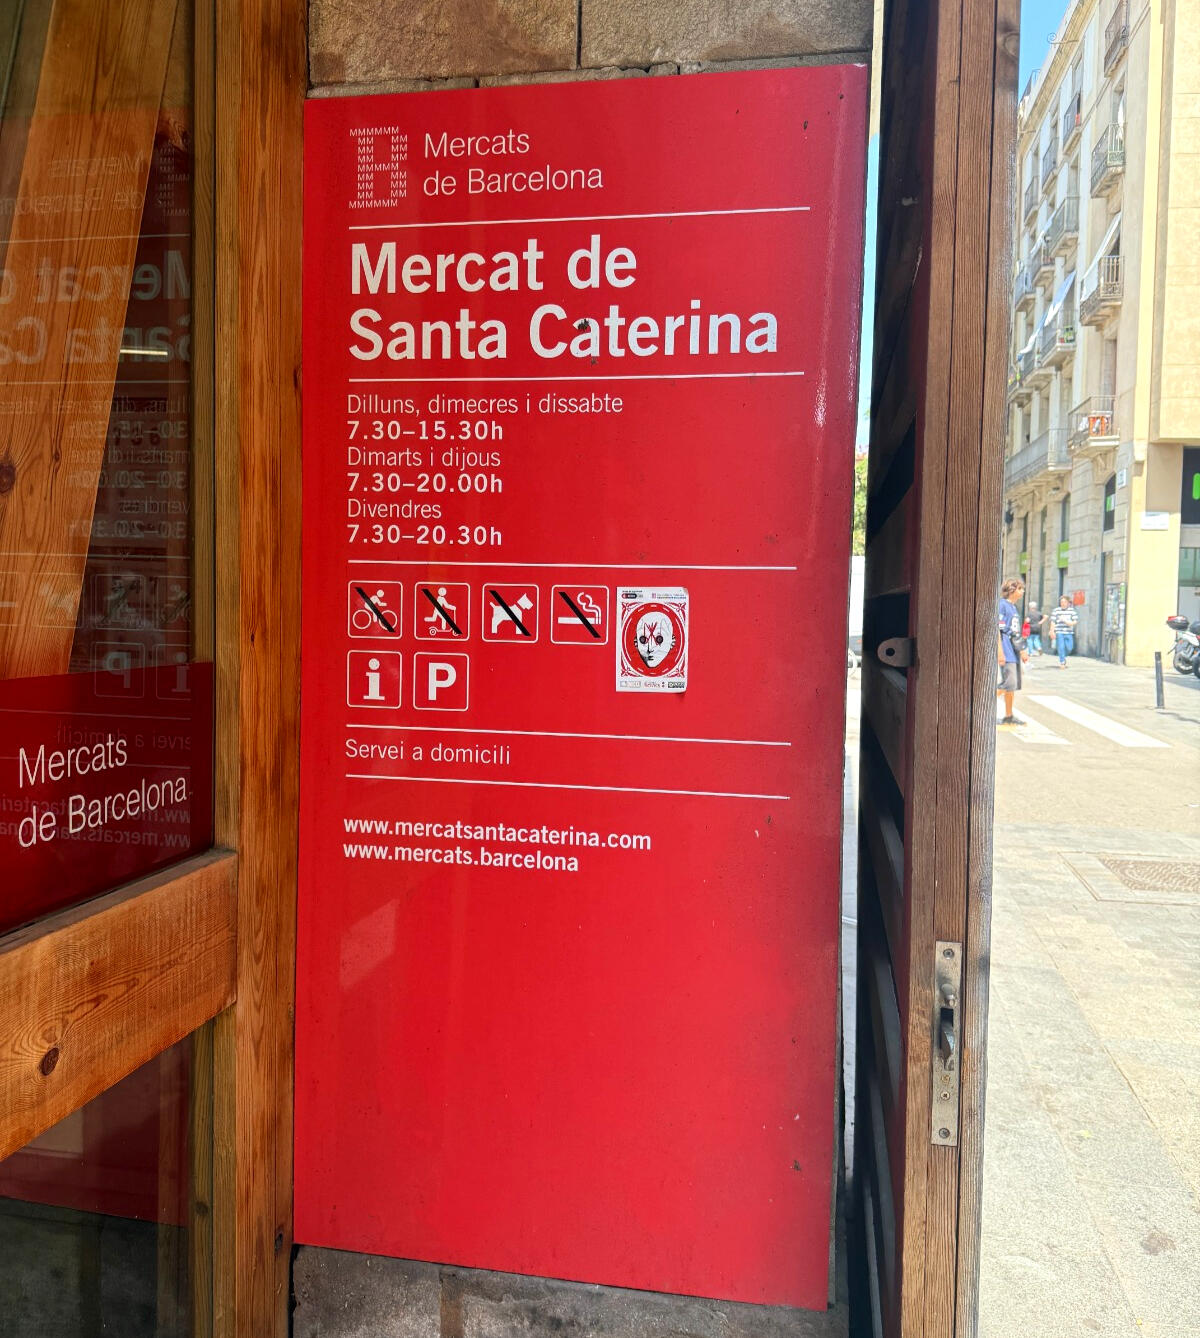 Mercats
de Barcelona
Mercat de
Santa Caterina
Dilluns, dimecres i dissabte
7.30–15.30h
Dimarts i dijous
7.30–20.00h
Divendres
7.30–20.30h
i
P
Servei a domicili
www.mercatsantacaterina.com
www.mercats.barcelona
Mercats
de Barcelona